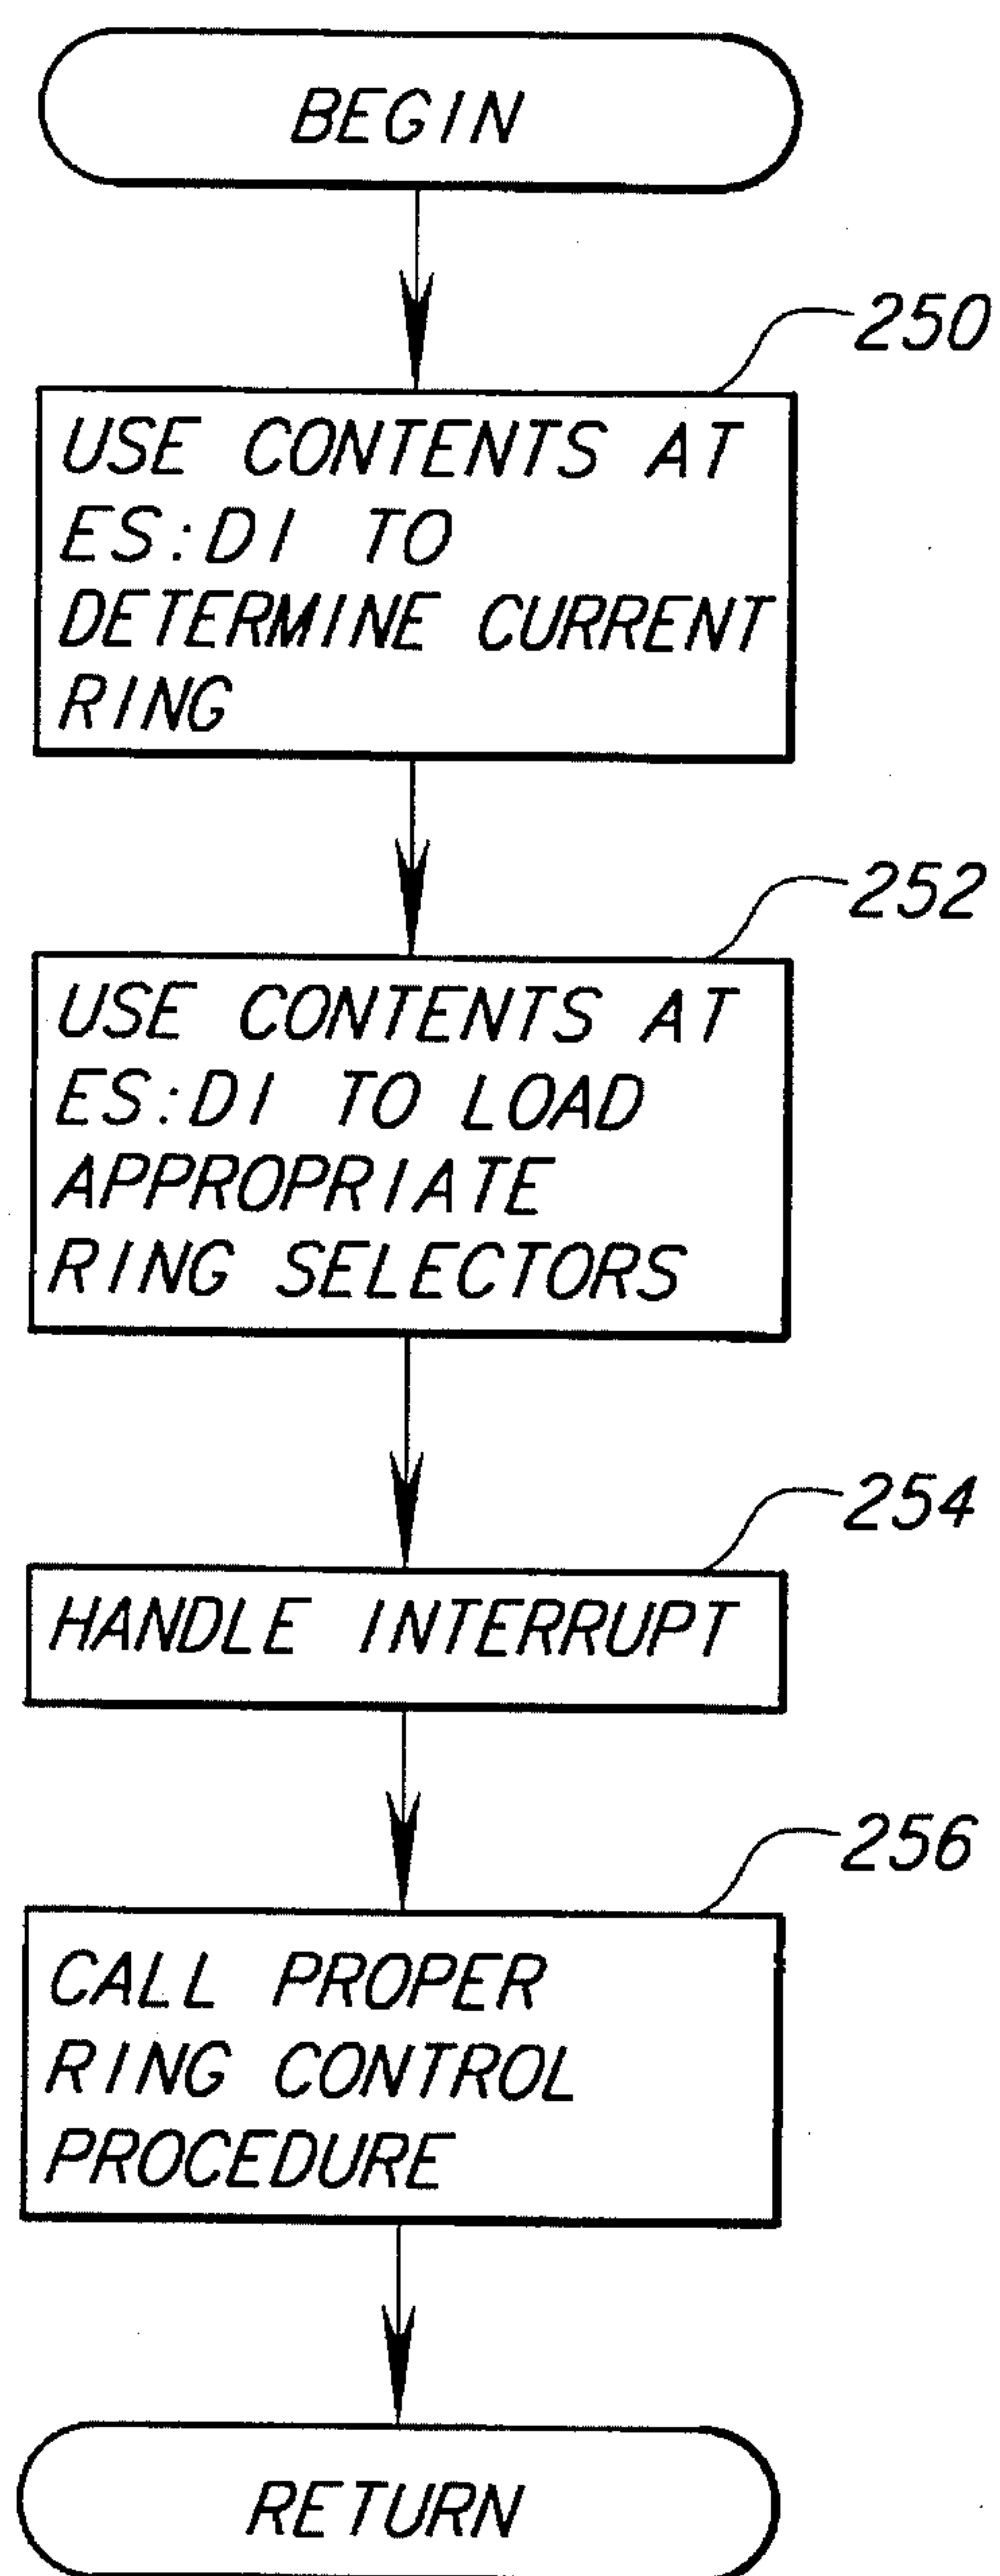 BEGIN
250
USE CONTENTS AT
ES:DI TO
DETERMINE CURRENT
RING
252
USE CONTENTS AT
ES:DI TO LOAD
APPROPRIATE
RING SELECTORS
254
HANDLE INTERRUPT
256
CALL PROPER
RING CONTROL
PROCEDURE
RETURN